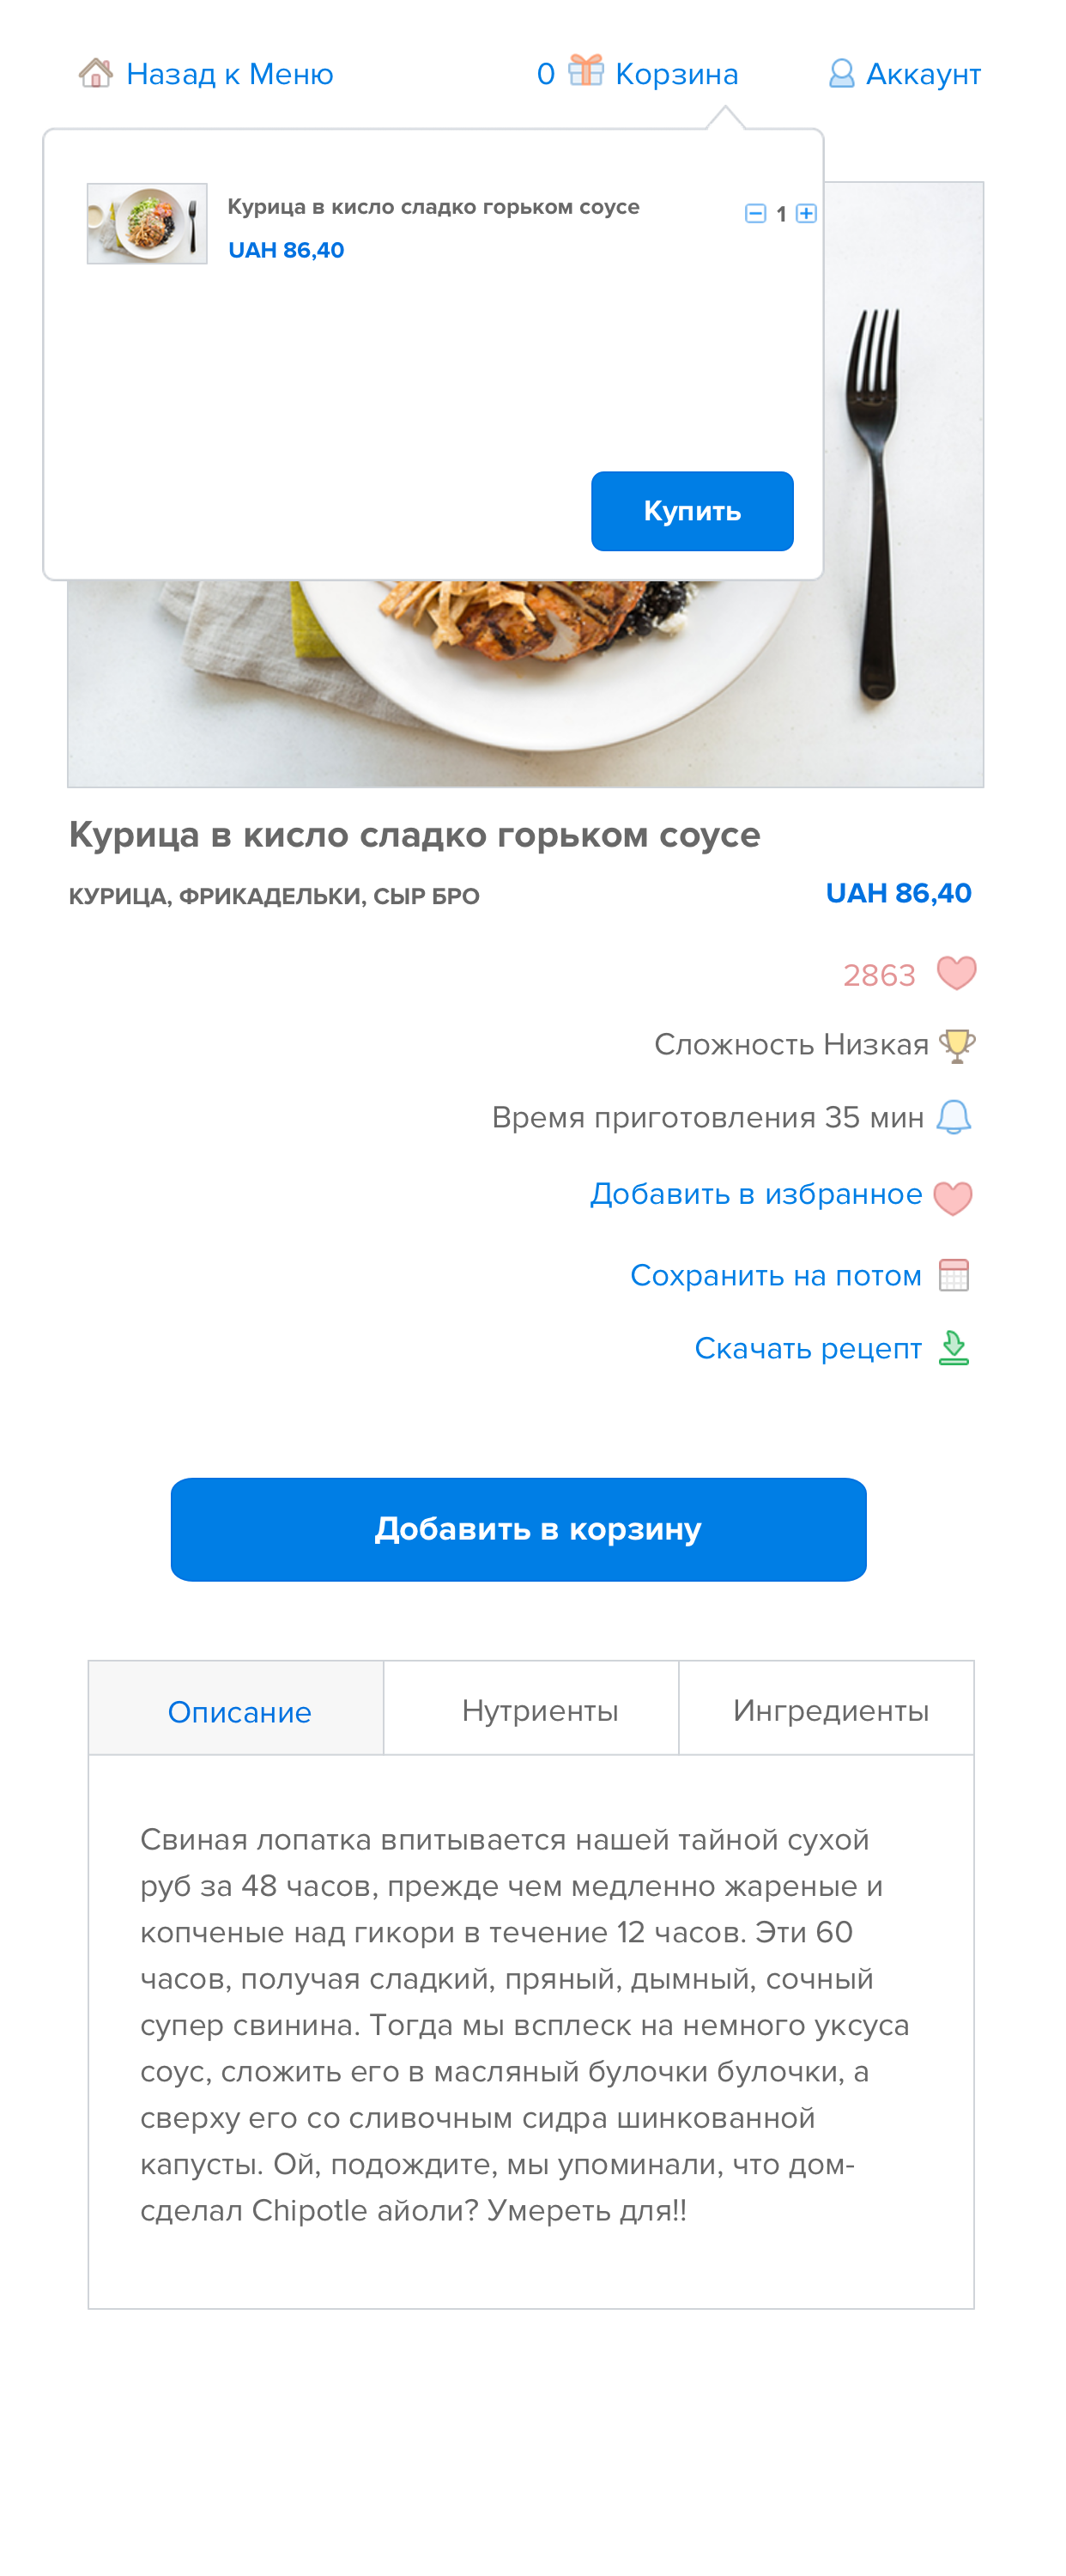 Назад к Меню
0 Корзина
Аккаунт
Курица в кисло сладко горьком соусе
1
UAH 86,40
Купить
Курица в кисло сладко горьком соусе
КУРИЦА, ФРИКАДЕЛЬКИ, СЫР БРО
UAH 86,40
2863
Сложность Низкая
Время приготовления 35 мин
Добавить в избранное
Сохранить на потом
Скачать рецепт
Добавить в корзину
Описание
Нутриенты
Ингредиенты
Свиная лопатка впитывается нашей тайной сухой
руб за 48 часов, прежде чем медленно жареные и
копченые над гикори в течение 12 часов. Эти 60
часов, получая сладкий, пряный, дымный, сочный
супер свинина. Тогда мы всплеск на немного уксуса
соус, сложить его в масляный булочки булочки, а
сверху его со сливочным сидра шинкованной
капусты. Ой, подождите, мы упоминали, что дом-
сделал Chipotle айоли? Умереть для!!